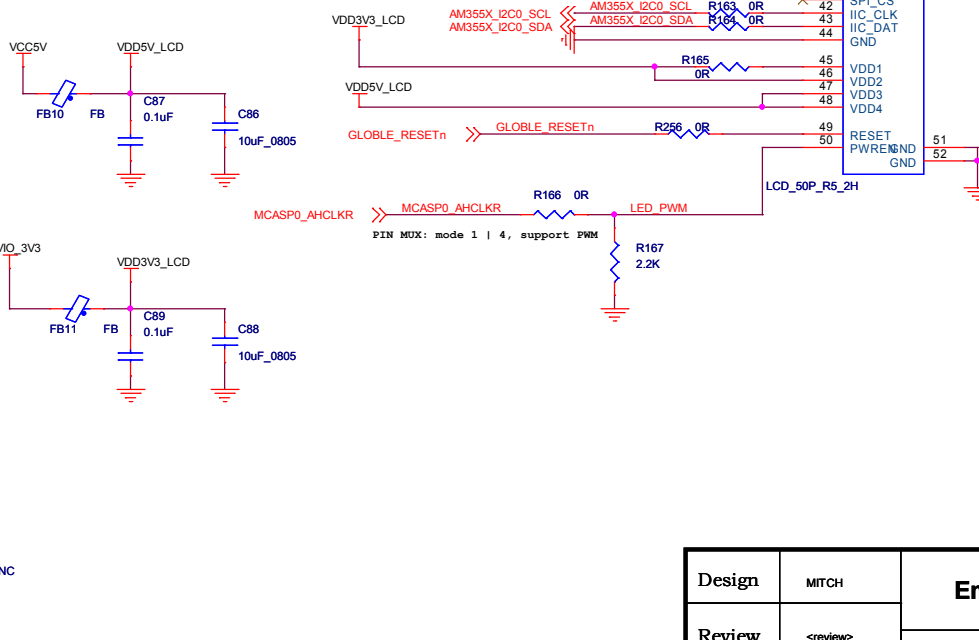 SPI_CS
AM355X_I2C0_SCL
AM355X_I2C0_SCL
R163 0R
42
IIC_CLK
VDD3V3_LCD
AM355X_I2C0_SDA
AM355X_I2C0_SDA
R164 0R
43
IIC_DAT
44
GND
VCC5V
VDD5V_LCD
R165
0R
45
VDD1
46
VDD2
VDD5V_LCD
47
VDD3
48
VDD4
C87
0.1uF
FB10
FB
C86
10uF_0805
GLOBLE_RESETn
GLOBLE_RESETn
R256 0R
49
RESET
50
PWREN
GND
51
GND
52
LCD_50P_R5_2H
MCASP0_AHCLKR
MCASP0_AHCLKR
R166 0R
LED_PWM
PIN MUX: mode 1 | 4, support PWM
R167
2.2K
VIO_3V3
VDD3V3_LCD
C89
0.1uF
FB11
FB
C88
10uF_0805
NC
Design
MITCH
Review
<review>